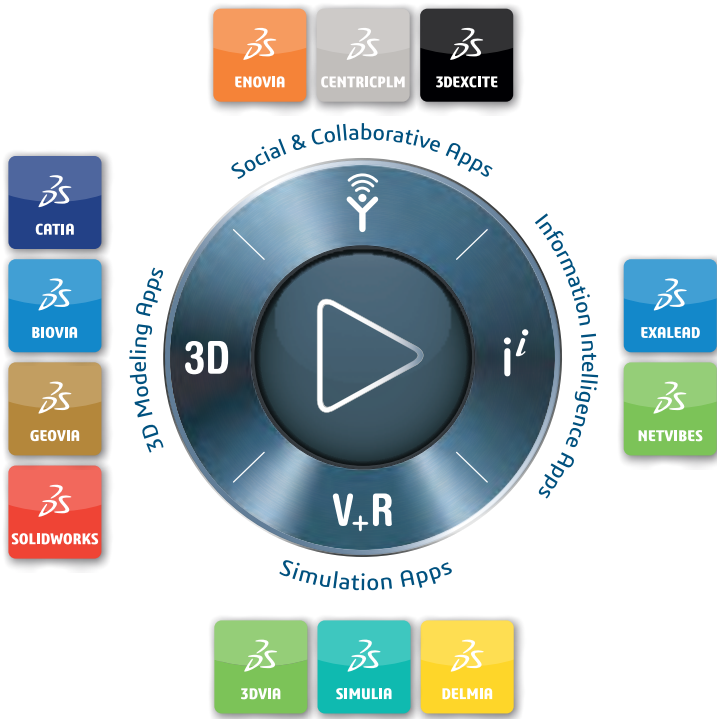 ENOVIA
CENTRICPLM
3DEXCITE
Social & Collaborative Apps
CATIA
BIOVIA
GEOVIA
SOLIDWORKS
3D Modeling Apps
3D
i i
V+R
Information Intelligence Apps
EXALEAD
NETVIBES
Simulation Apps
3DVIA
SIMULIA
DELMIA